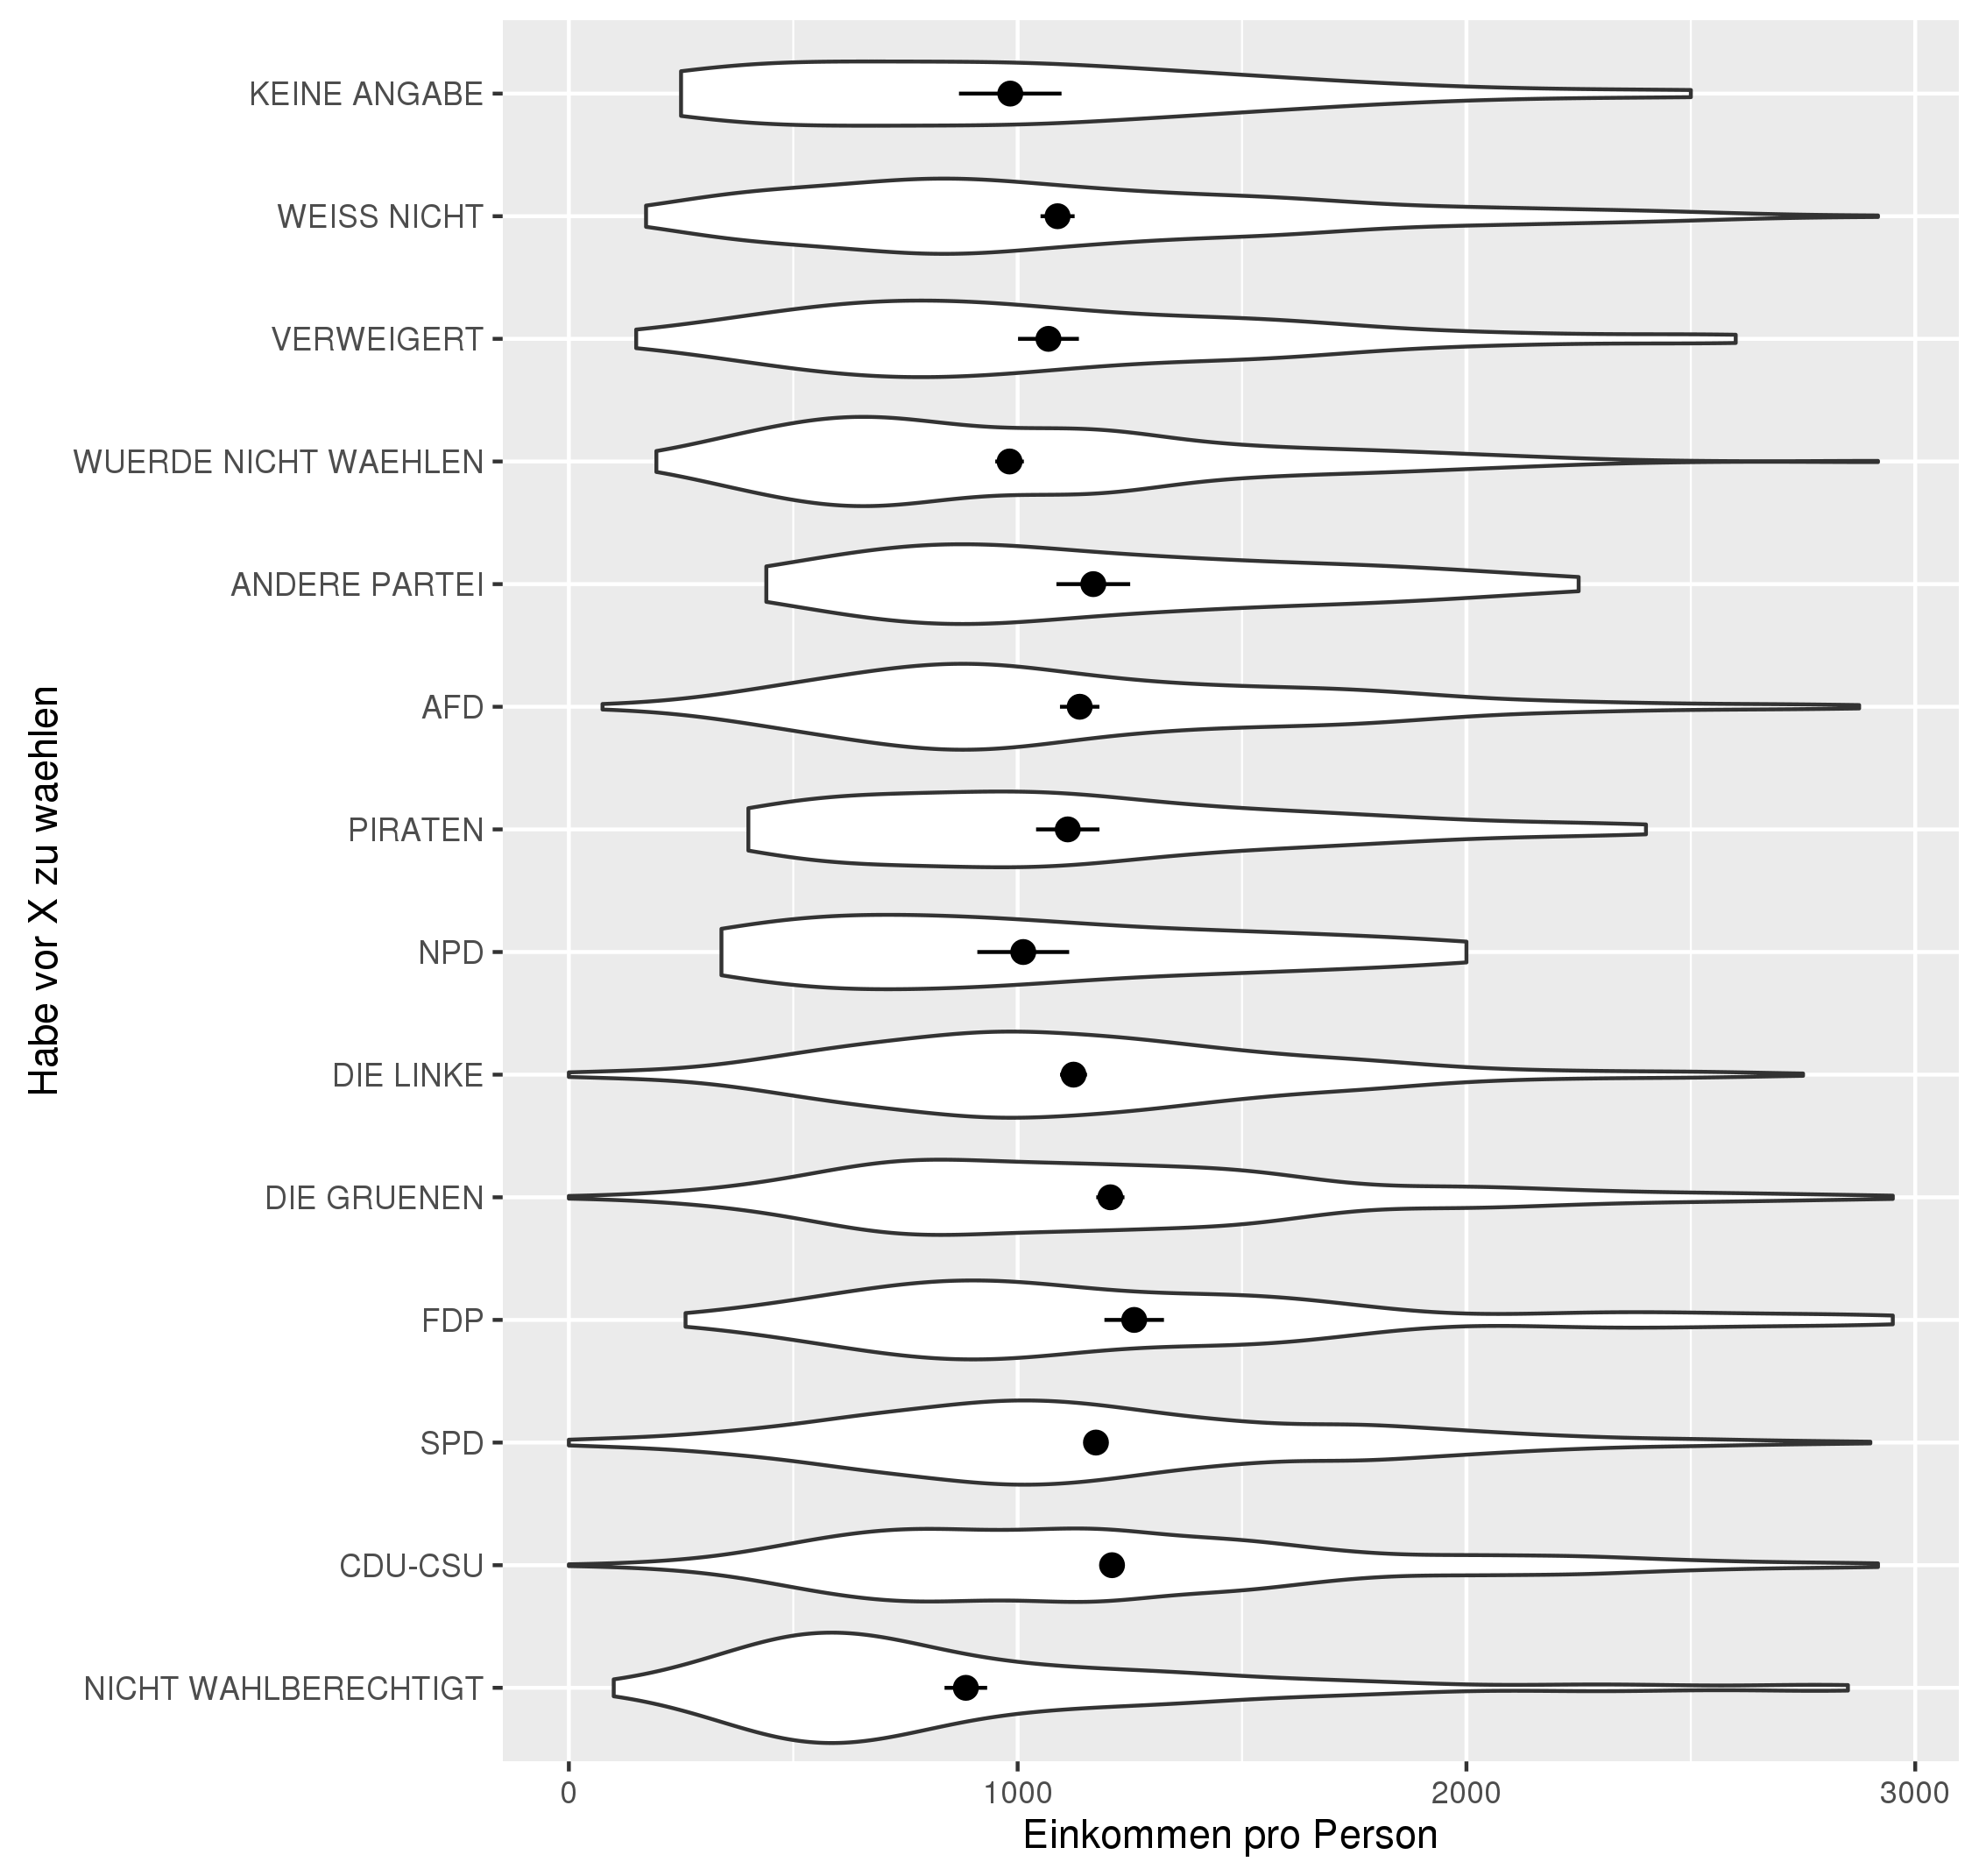 KEINE ANGABE
WEISS NICHT
VERWEIGERT
WUERDE NICHT WAEHLEN
ANDERE PARTEI
AFD
PIRATEN
NPD
DIE LINKE
DIE GRUENEN
FDP
SPD
CDU-CSU
NICHT WAHLBERECHTIGT
Habe vor X zu waehlen
0 1000 2000 3000
Einkommen pro Person